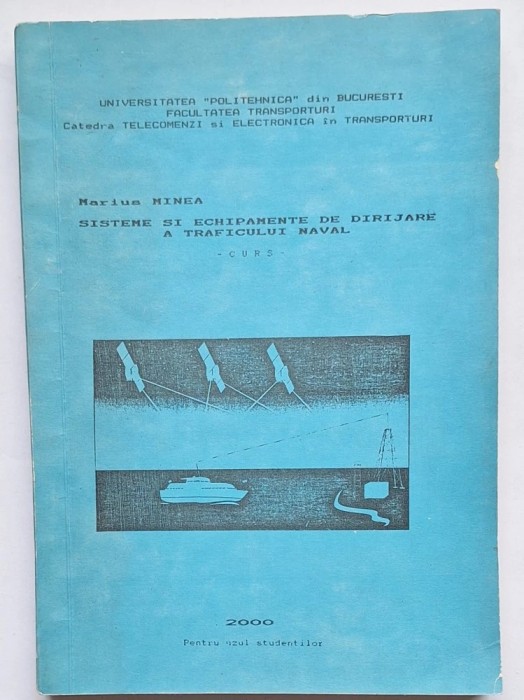 UNIVERSITATEA "POLITEHNICA" din BUCURESTI
FACULTATEA TRANSPORTURI
Catedra TELECOMENZI si ELECTRONICA în TRANSPORTURI
Marius MINEA
SISTEME SI ECHIPAMENTE DE DIRIJARE
A TRAFICULUI NAVAL
- C U R S -
2000
Pentru uzul studentilor